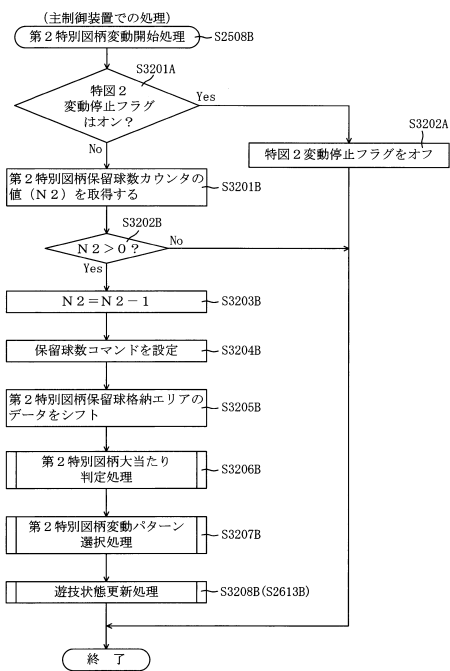 (主制御装置での処理)
第2特別図柄変動開始処理
S2508B
S3201A
特図2
変動停止フラグ
はオン?
Yes
No
S3202A
特図2変動停止フラグをオフ
第2特別図柄保留球数カウンタの
値(N2)を取得する
S3201B
S3202B
N2>0?
No
Yes
N2=N2-1
S3203B
保留球数コマンドを設定
S3204B
第2特別図柄保留球格納エリアの
データをシフト
S3205B
第2特別図柄大当たり
判定処理
S3206B
第2特別図柄変動パターン
選択処理
S3207B
遊技状態更新処理
S3208B(S2613B)
終 了